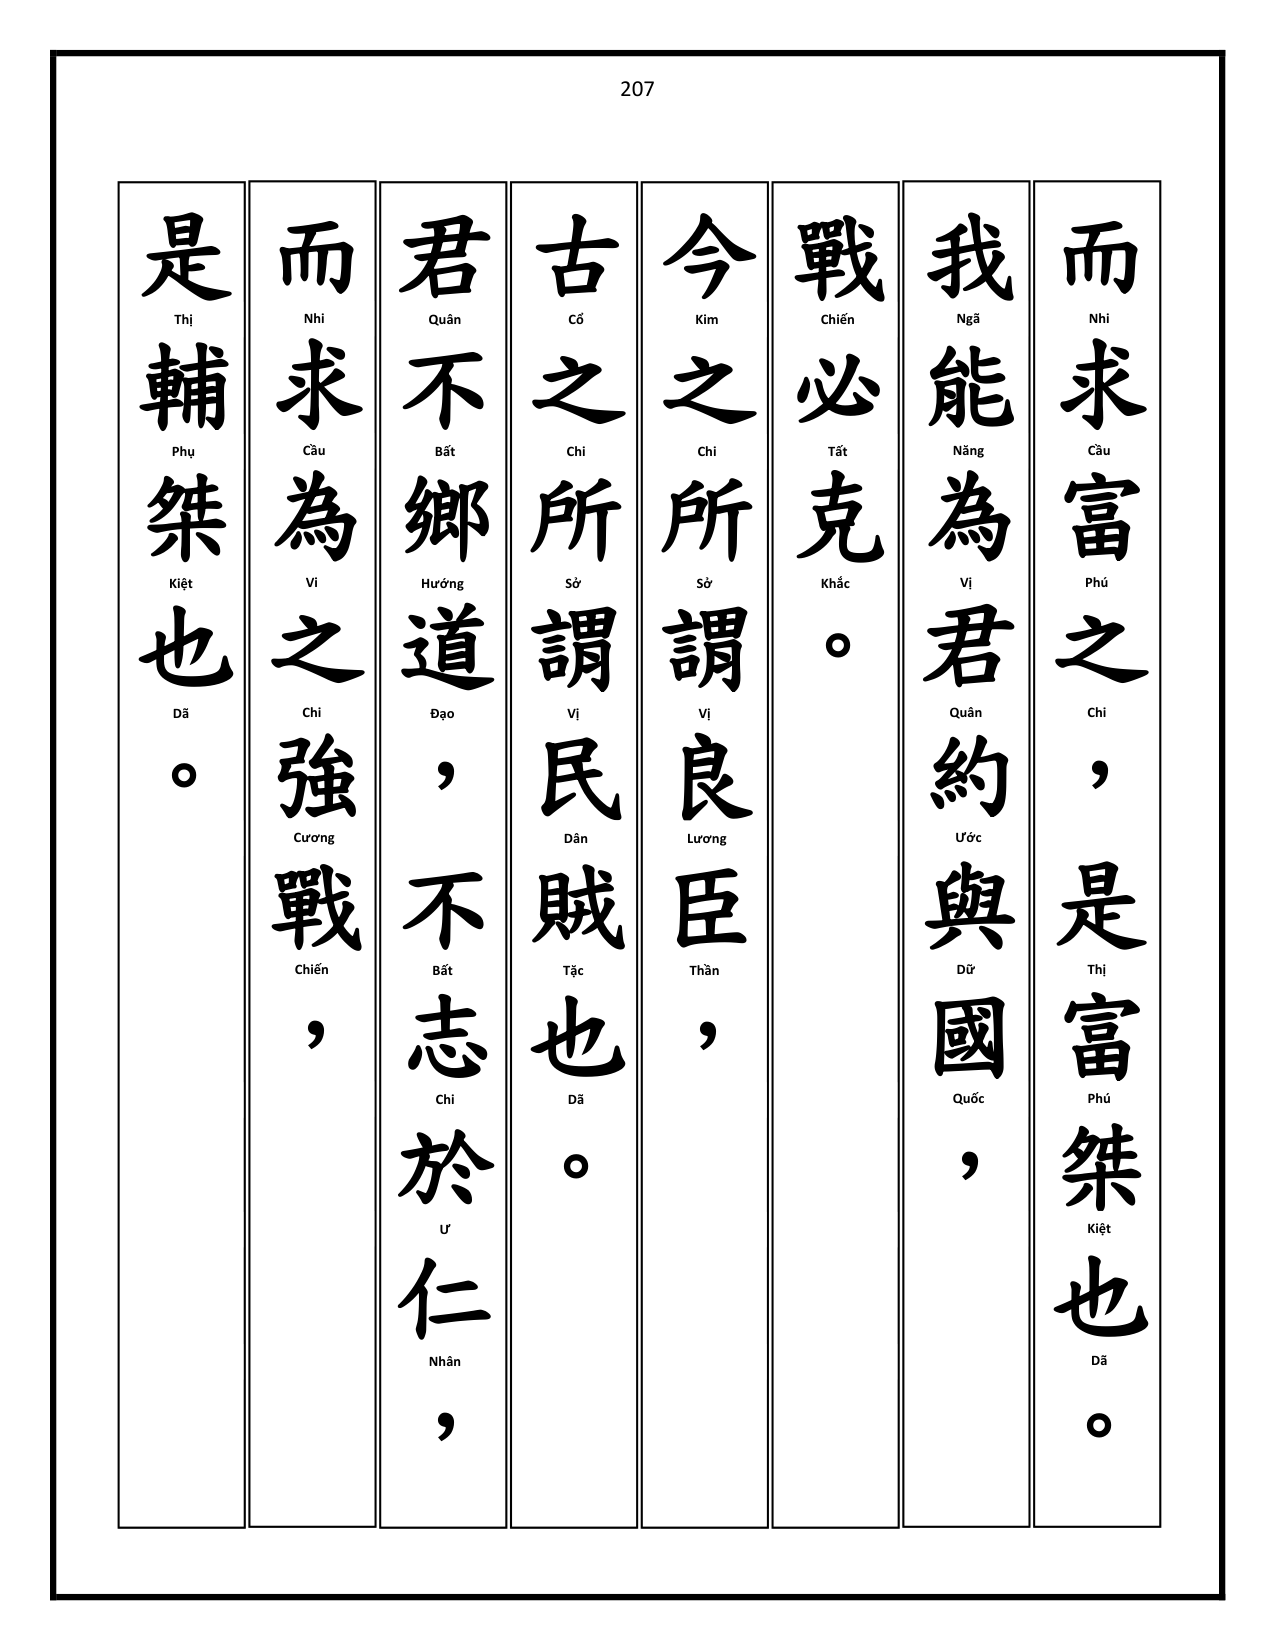 207
而求富之，是富桀也。
Nhi Cầu Phú Chi Thị Phú Kiệt Dã
我能為君約與國，
Ngã Năng Vị Quân Ước Dữ Quốc
戰必克。
Chiến Tất Khắc
今之所謂良臣，
Kim Chi Sở Vị Lương Thần
古之所謂民賊也。
Cổ Chi Sở Vị Dân Tặc Dã
君不鄉道，不志於仁，
Quân Bất Hướng Đạo Bất Chi Ư Nhân
而求為之強戰，
Nhi Cầu Vi Chi Cương Chiến
是輔桀也。
Thị Phụ Kiệt Dã